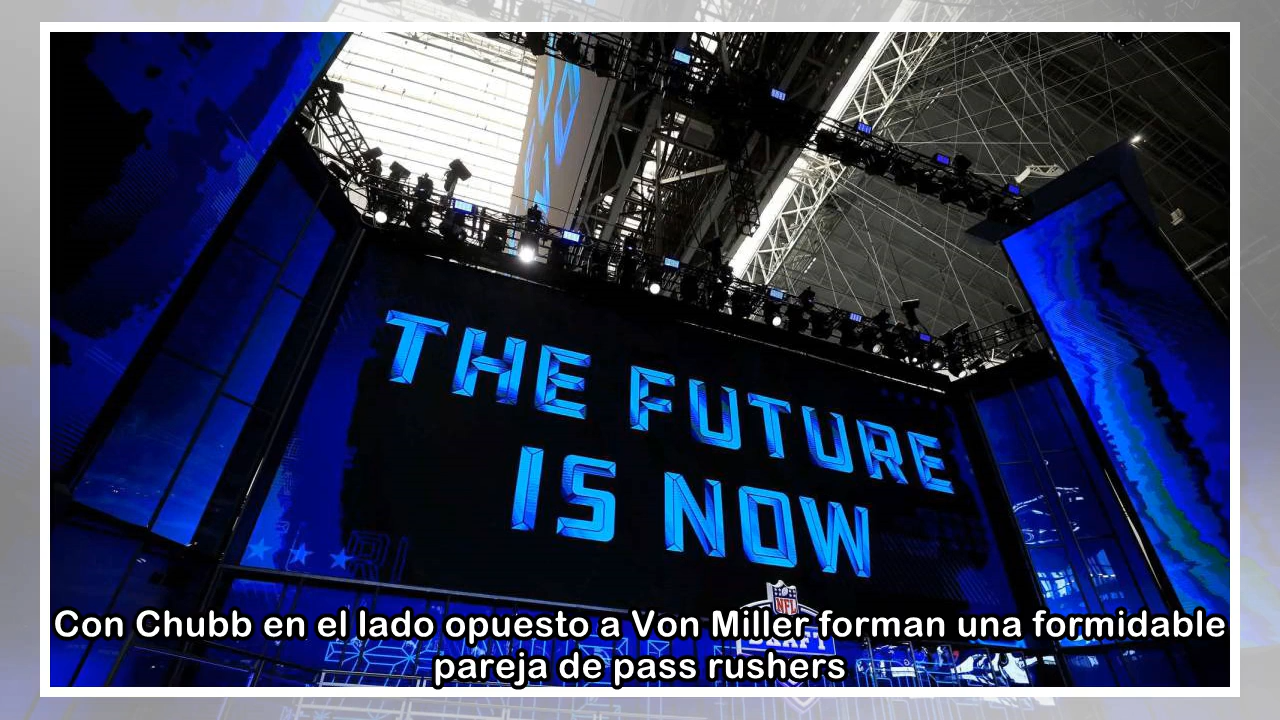 THE FUTURE
IS NOW
NFL
DRAFT
Con Chubb en el lado opuesto a Von Miller forman una formidable
pareja de pass rushers